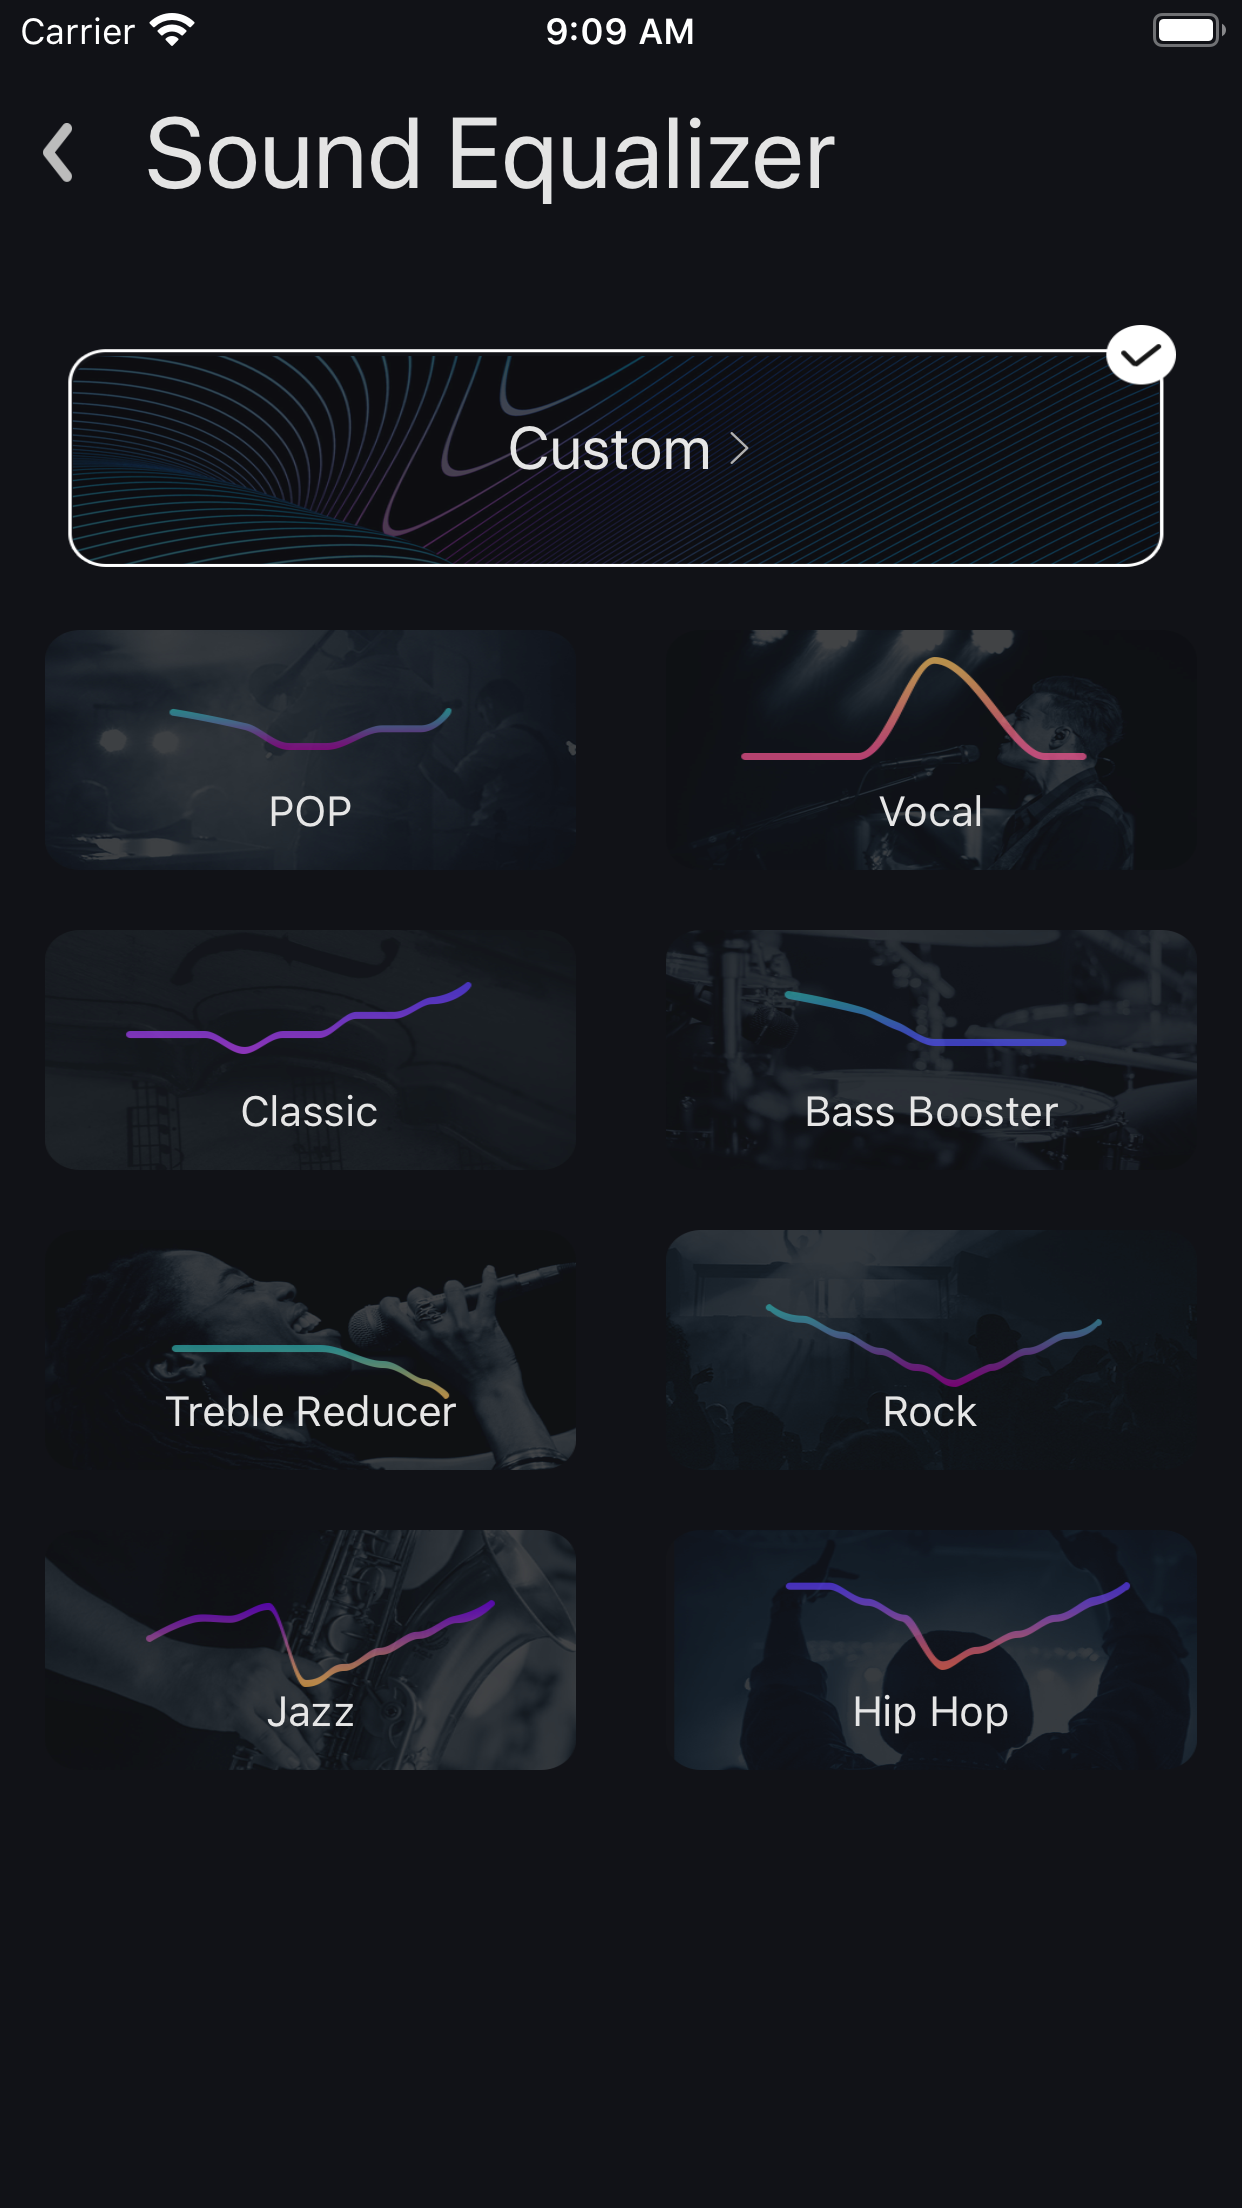 Carrier 9:09 AM
Sound Equalizer
Custom
POP
Vocal
Classic
Bass Booster
Treble Reducer
Rock
Jazz
Hip Hop